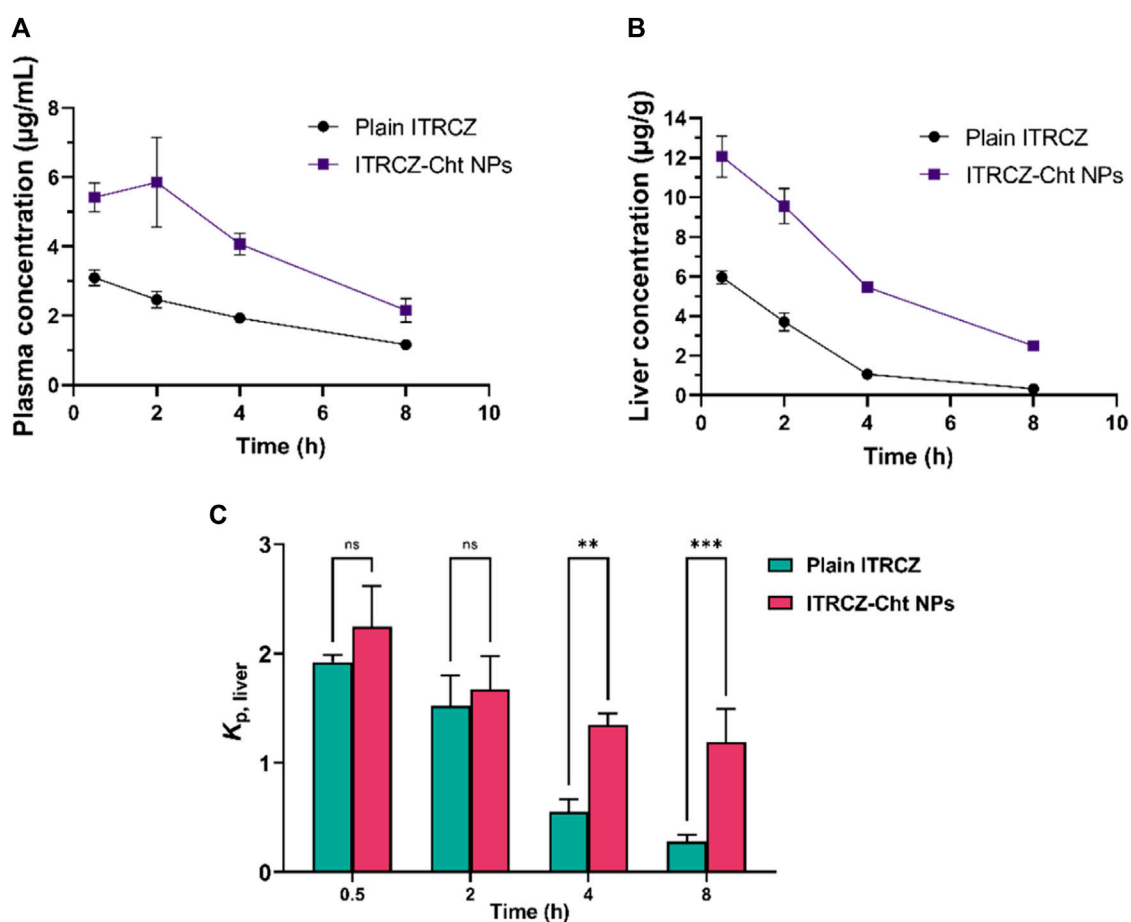 A
Plasma concentration (µg/mL)
8
6
4
2
0
0 2 4 6 8 10
Time (h)
Plain ITRCZ
ITRCZ-Cht NPs
B
Liver concentration (µg/g)
14
12
10
8
6
4
2
0
0 2 4 6 8 10
Time (h)
Plain ITRCZ
ITRCZ-Cht NPs
C
Kp, liver
3
2
1
0
ns ns ** ***
0.5 2 4 8
Time (h)
Plain ITRCZ
ITRCZ-Cht NPs